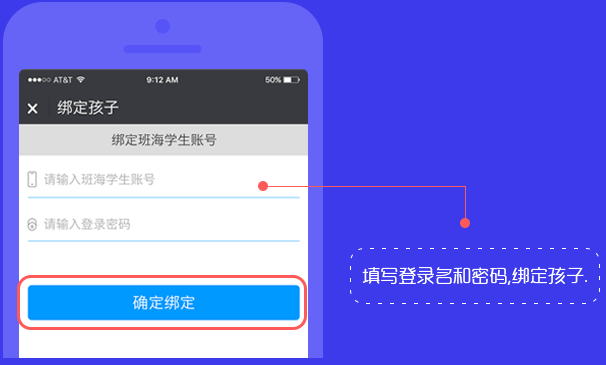 AT&T 9:12 AM 50%
绑定孩子
绑定班海学生账号
请输入班海学生账号
请输入登录密码
填写登录名和密码,绑定孩子.
确定绑定